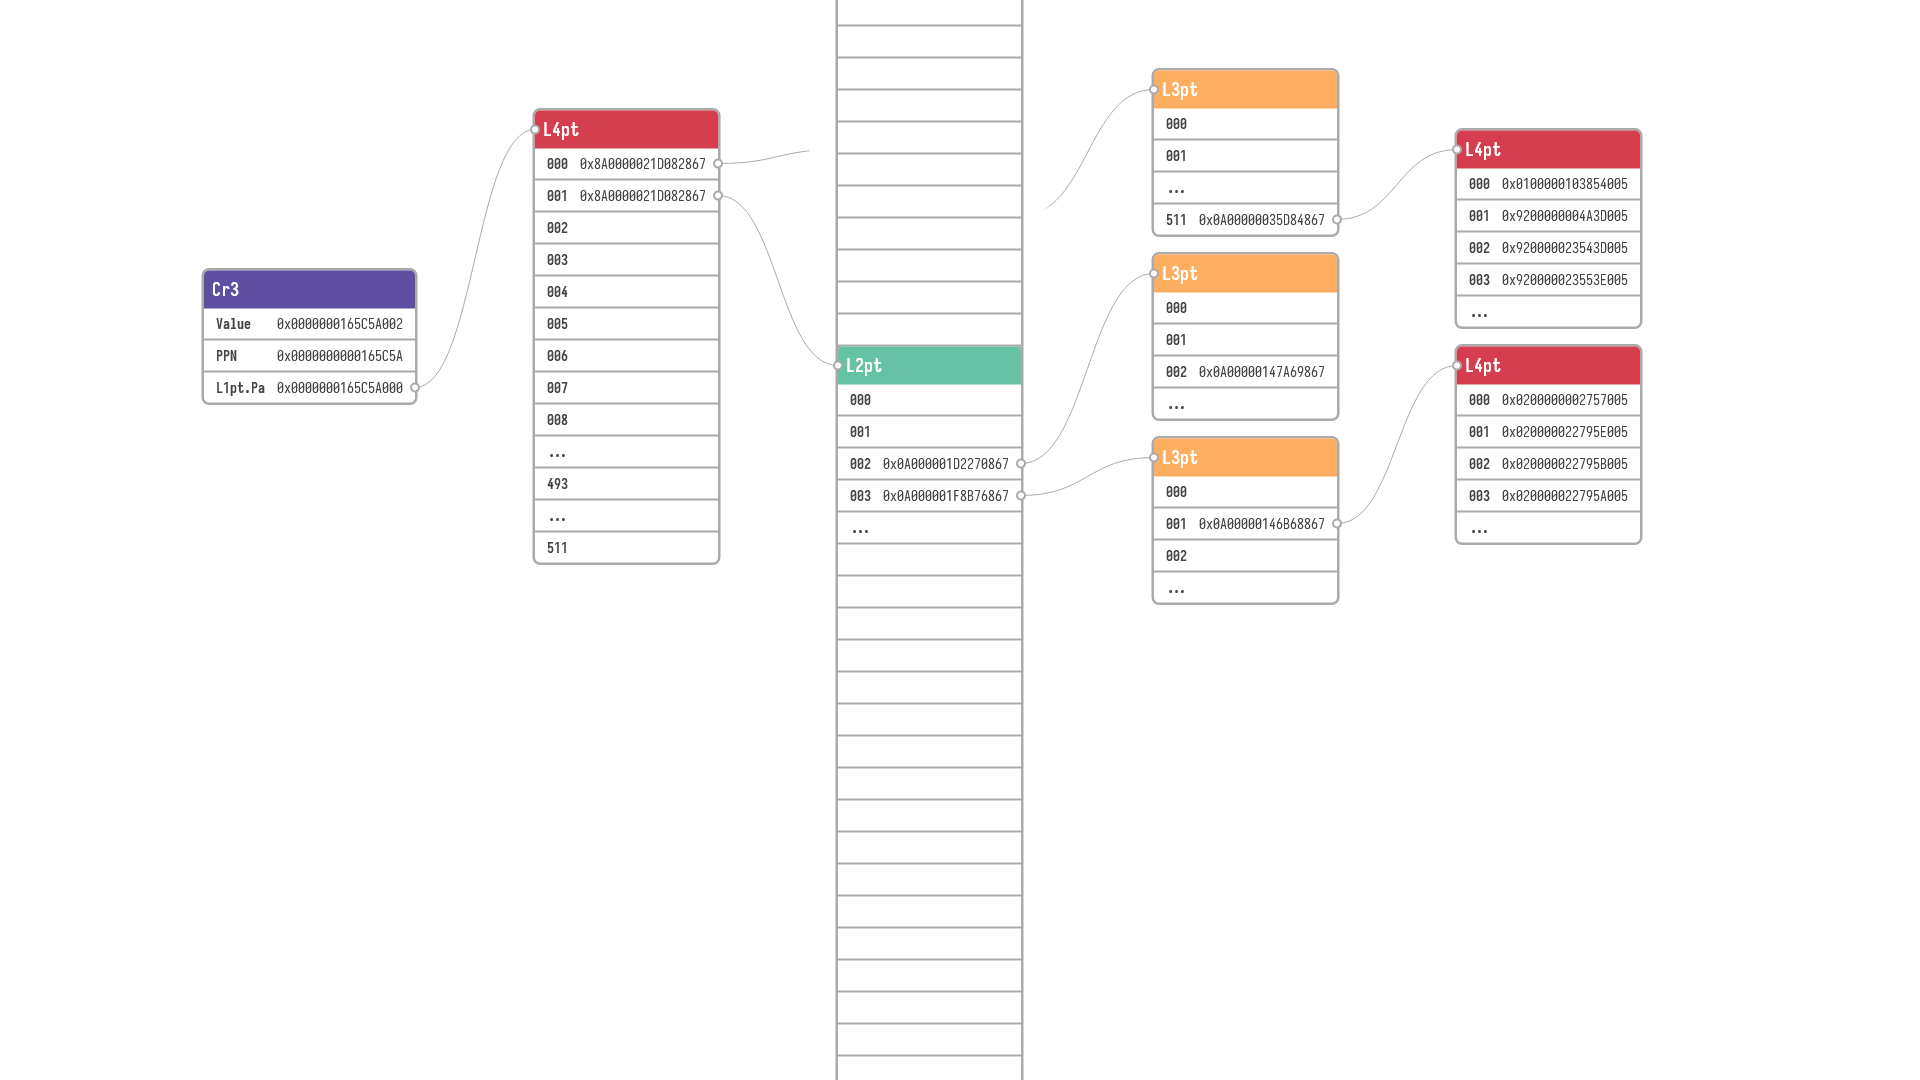 Cr3
Value 0x0000000165C5A002
PPN 0x0000000000165C5A
L1pt.Pa 0x0000000165C5A000
L4pt
000 0x8A0000021D082867
001 0x8A0000021D082867
002
003
004
005
006
007
008
...
493
...
511
L2pt
000
001
002 0x0A000001D2270867
003 0x0A000001F8B76867
...
L3pt
000
001
...
511 0x0A00000035D84867
L3pt
000
001
002 0x0A00000147A69867
...
L3pt
000
001 0x0A00000146B68867
002
...
L4pt
000 0x0100000103854005
001 0x9200000004A3D005
002 0x920000023543D005
003 0x920000023553E005
...
L4pt
000 0x0200000002757005
001 0x020000022795E005
002 0x020000022795B005
003 0x020000022795A005
...